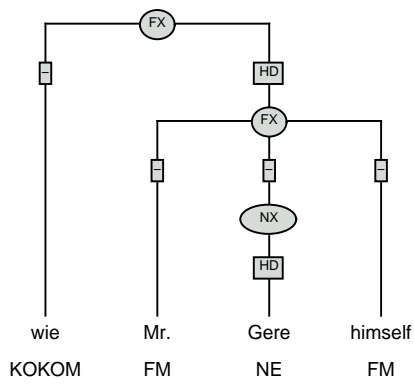 FX
– HD
FX
– – –
NX
HD
wie Mr. Gere himself
KOKOM FM NE FM